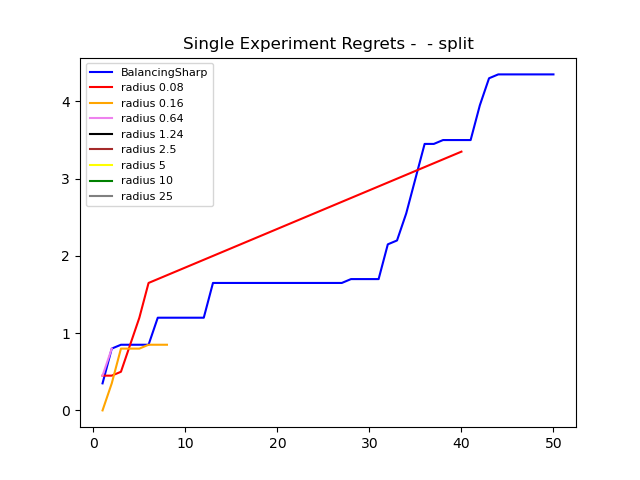 Single Experiment Regrets -  - split
BalancingSharp
radius 0.08
radius 0.16
radius 0.64
radius 1.24
radius 2.5
radius 5
radius 10
radius 25
4
3
2
1
0
0 10 20 30 40 50